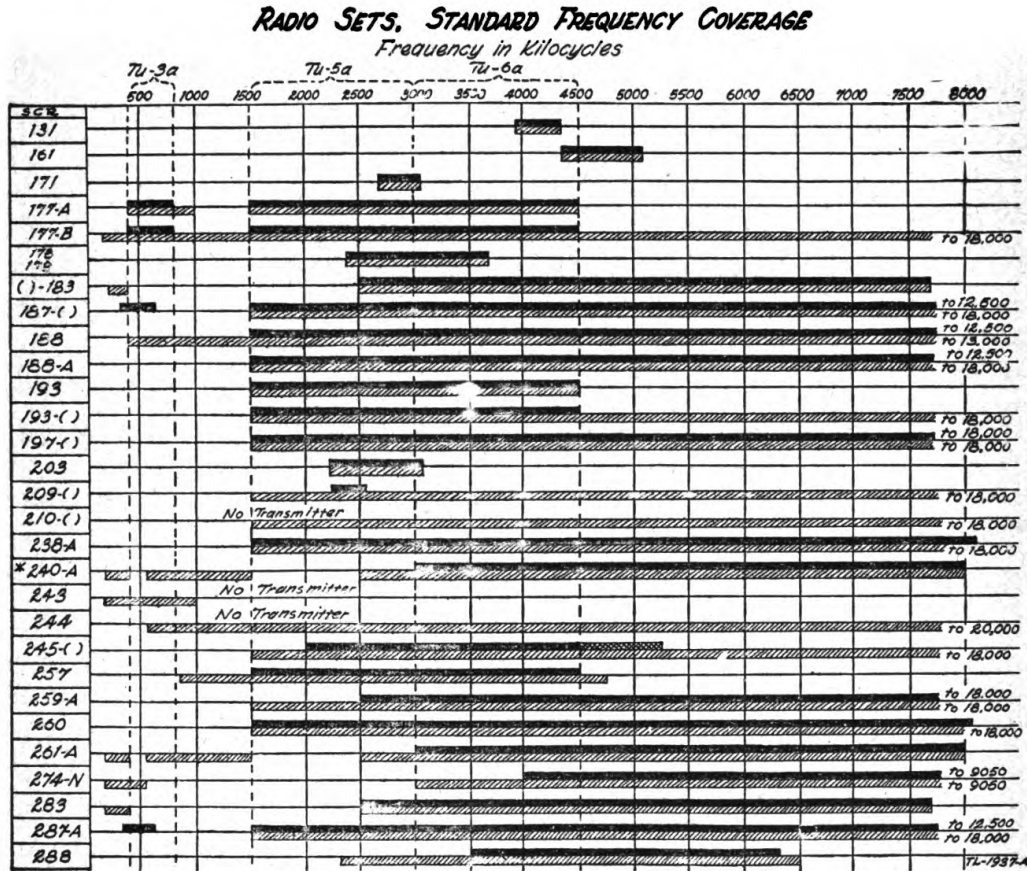 RADIO SETS, STANDARD FREQUENCY COVERAGE
Frequency in Kilocycles
TU-3a TU-5a TU-6a
500 1000 1500 2000 2500 3000 3500 4000 4500 5000 5500 6000 6500 7000 7500 8000
SCR
131
161
171
177-A
177-B to 18,000
178
179
( )-183
187-( ) to 12,500
to 18,000
188 to 12,500
to 13,000
188-A to 12,500
to 18,000
193
193-( ) to 18,000
197-( ) to 18,000
to 18,000
203
209-( ) to 18,000
210-( ) No Transmitter to 18,000
238-A to 18,000
*240-A
243 No Transmitter
244 No Transmitter to 20,000
245-( ) to 18,000
257
259-A to 18,000
to 18,000
260 to 18,000
261-A
274-N to 9050
to 9050
283
287-A to 12,500
to 18,000
288
TL-1937-A